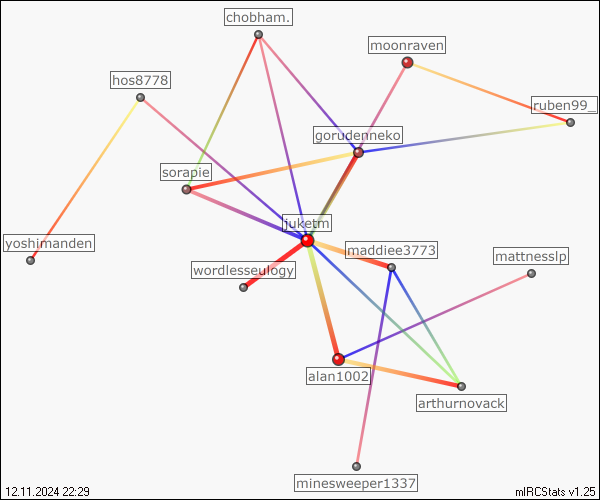 chobham.
moonraven
hos8778
ruben99_
gorudenneko
sorapie
juketm
yoshimanden
maddiee3773
mattnesslp
wordlesseulogy
alan1002
arthurnovack
minesweeper1337
12.11.2024 22:29
mIRCStats v1.25